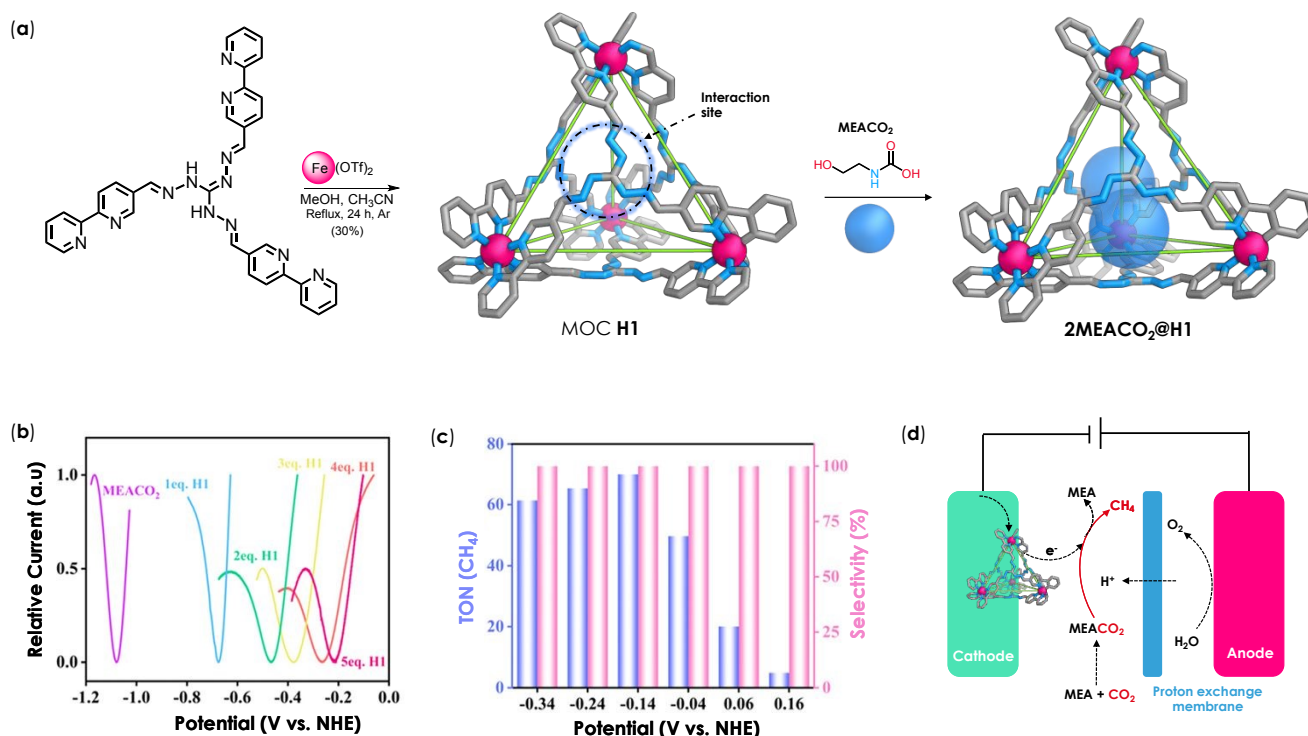 (a)
N
N
N
NH
N
N
N
N
N
N
HN
N
N
Fe (OTf)₂
MeOH, CH₃CN
Reflux, 24 h, Ar
(30%)
Interaction
site
MOC H1
MEACO₂
O
HO
N
H
OH
2MEACO₂@H1
(b)
Relative Current (a.u)
1.0
0.5
0.0
MEACO₂
1eq. H1
2eq. H1
3eq. H1
4eq. H1
5eq. H1
-1.2
-1.0
-0.8
-0.6
-0.4
-0.2
0.0
Potential (V vs. NHE)
(c)
TON (CH₄)
80
60
40
20
0
-0.34
-0.24
-0.14
-0.04
0.06
0.16
Potential (V vs. NHE)
100
75
50
25
0
Selectivity (%)
(d)
MEA
CH₄
O₂
e⁻
H⁺
MEACO₂
H₂O
Cathode
Anode
MEA + CO₂
Proton exchange
membrane